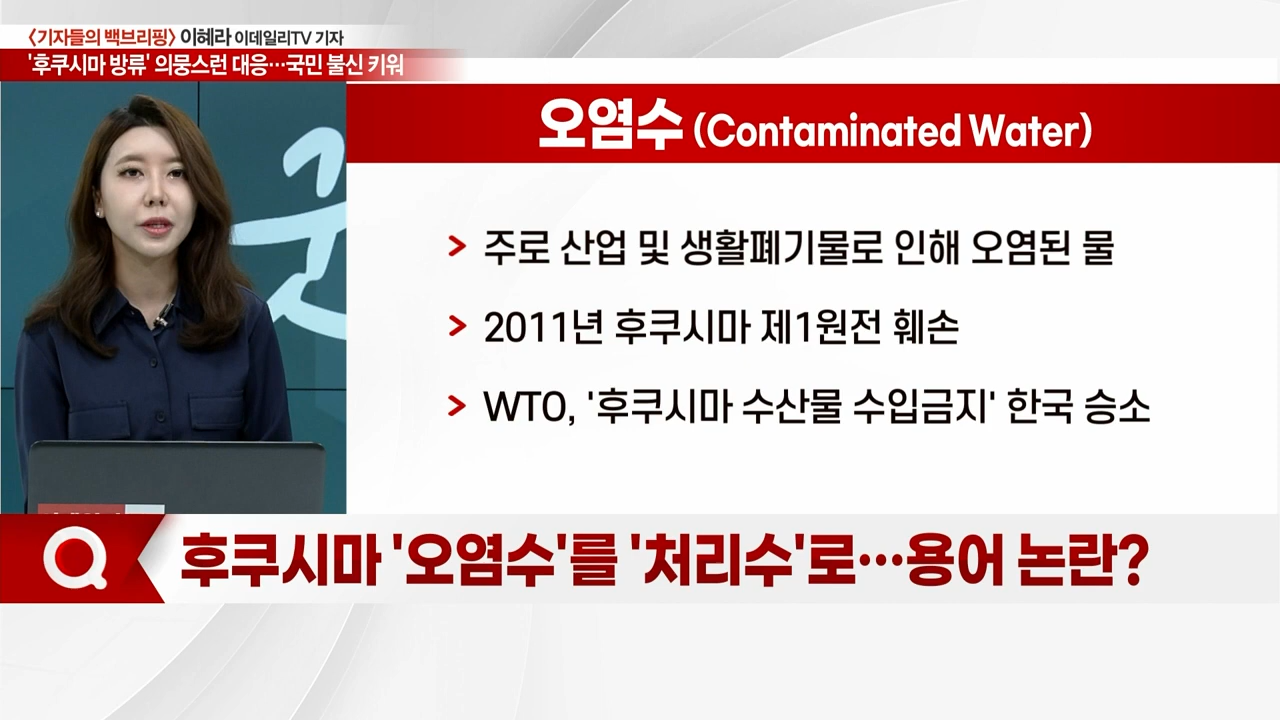 <기자들의 백브리핑> 이혜라 이데일리TV 기자
'후쿠시마 방류' 의뭉스런 대응…국민 불신 키워
오염수 (Contaminated Water)
> 주로 산업 및 생활폐기물로 인해 오염된 물
> 2011년 후쿠시마 제1원전 훼손
> WTO, '후쿠시마 수산물 수입금지' 한국 승소
Q 후쿠시마 '오염수'를 '처리수'로…용어 논란?